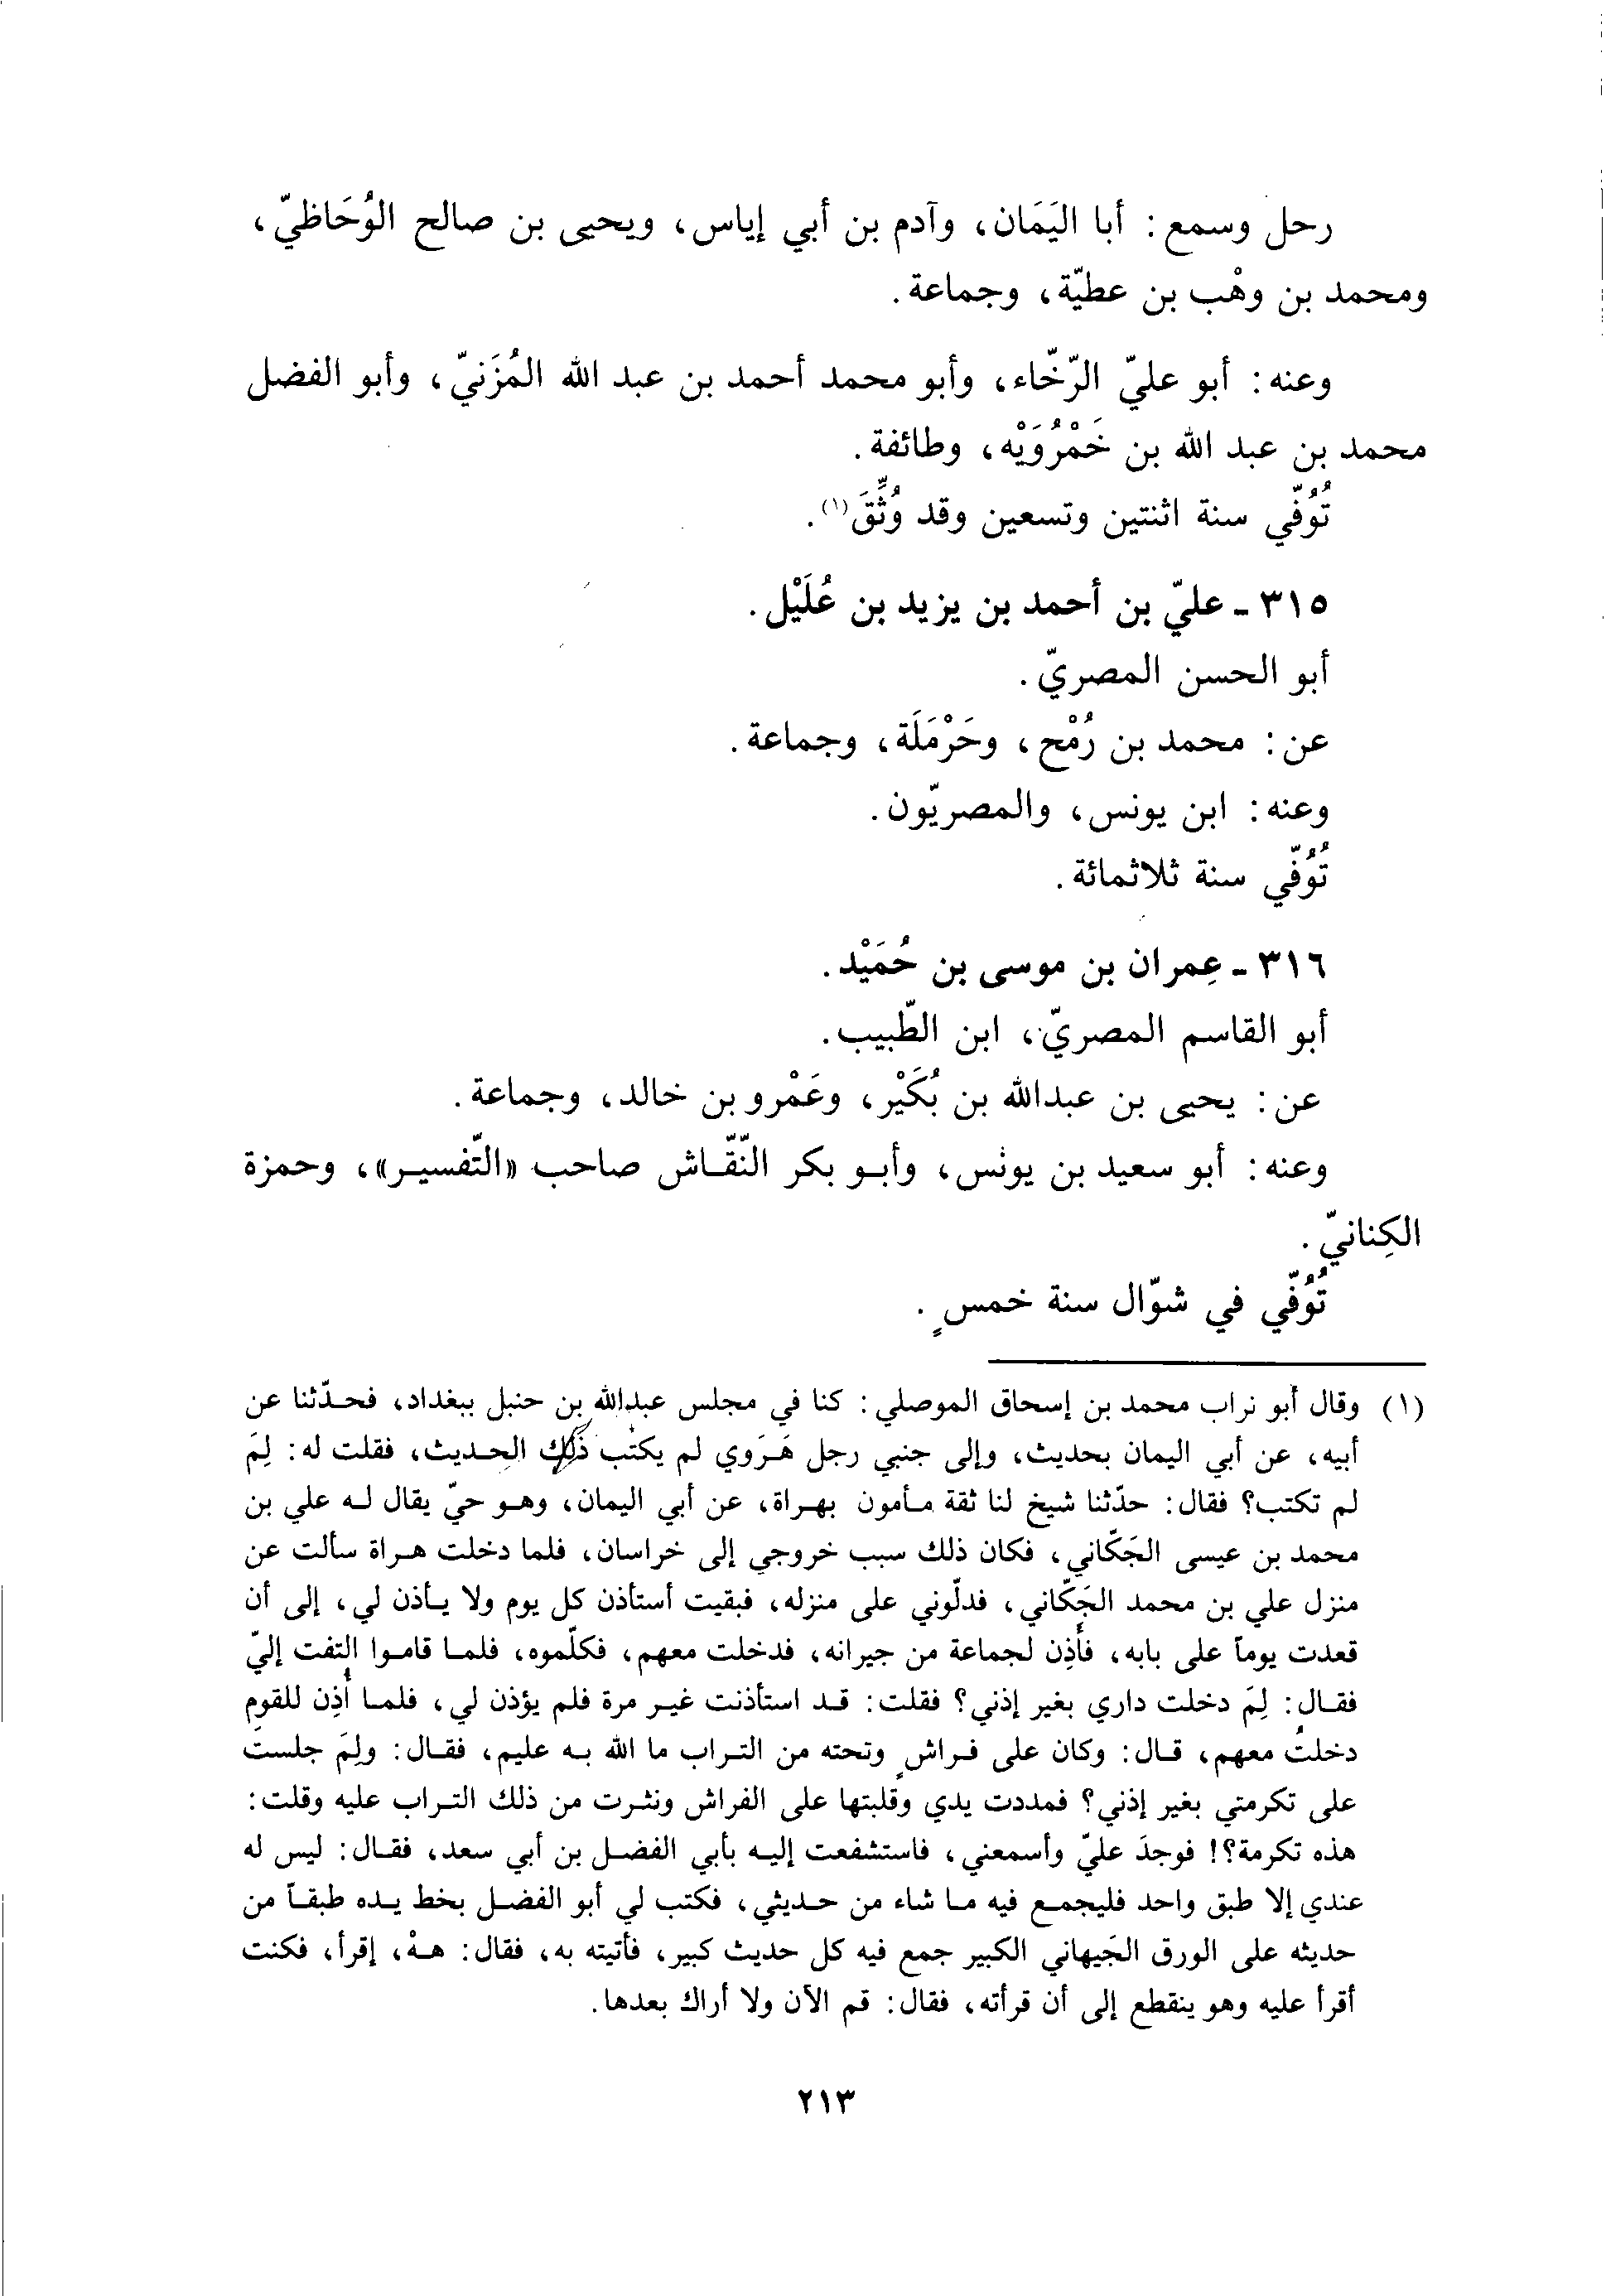 رحل وسمع: أبا اليَمَان، وآدم بن أبي إياس، ويحيى بن صالح الوُحَاظيّ،
ومحمد بن وهْب بن عطيّة، وجماعة.
وعنه: أبو عليّ الرّخّاء، وأبو محمد أحمد بن عبد الله المُزَنيّ، وأبو الفضل
محمد بن عبد الله بن خَمْرُوَيْه، وطائفة.
تُوُفّي سنة اثنتين وتسعين وقد وُثِّقَ(١).
٣١٥ - عليّ بن أحمد بن يزيد بن عُلَيْل.
أبو الحسن المصريّ.
عن: محمد بن رُمْح، وحَرْمَلَة، وجماعة.
وعنه: ابن يونس، والمصريّون.
تُوُفّي سنة ثلاثمائة.
٣١٦ - عِمران بن موسى بن حُمَيْد.
أبو القاسم المصريّ، ابن الطّبيب.
عن: يحيى بن عبدالله بن بُكَيْر، وعَمْرو بن خالد، وجماعة.
وعنه: أبو سعيد بن يونس، وأبو بكر النّقّاش صاحب «التّفسير»، وحمزة
الكِنانيّ.
تُوُفّي في شوّال سنة خمسٍ.
(١) وقال أبو نراب محمد بن إسحاق الموصلي: كنا في مجلس عبدالله بن حنبل ببغداد، فحدّثنا عن
أبيه، عن أبي اليمان بحديث، وإلى جنبي رجل هَرَوي لم يكتب ذلك الحديث، فقلت له: لِمَ
لم تكتب؟ فقال: حدّثنا شيخ لنا ثقة مأمون بهراة، عن أبي اليمان، وهو حيّ يقال له علي بن
محمد بن عيسى الجَكّاني، فكان ذلك سبب خروجي إلى خراسان، فلما دخلت هراة سألت عن
منزل علي بن محمد الجَكّاني، فدلّوني على منزله، فبقيت أستأذن كل يوم ولا يأذن لي، إلى أن
قعدت يوماً على بابه، فأَذِن لجماعة من جيرانه، فدخلت معهم، فكلّموه، فلما قاموا التفت إليّ
فقال: لِمَ دخلت داري بغير إذني؟ فقلت: قد استأذنت غير مرة فلم يؤذن لي، فلما أُذِن للقوم
دخلتُ معهم، قال: وكان على فراشٍ وتحته من التراب ما الله به عليم، فقال: ولِمَ جلستَ
على تكرمتي بغير إذني؟ فمددت يدي وقلبتها على الفراش ونثرت من ذلك التراب عليه وقلت:
هذه تكرمة؟! فوجدَ عليّ وأسمعني، فاستشفعت إليه بأبي الفضل بن أبي سعد، فقال: ليس له
عندي إلا طبق واحد فليجمع فيه ما شاء من حديثي، فكتب لي أبو الفضل بخط يده طبقاً من
حديثه على الورق الجَيهاني الكبير جمع فيه كل حديث كبير، فأتيته به، فقال: ههْ، إقرأ، فكنت
أقرأ عليه وهو ينقطع إلى أن قرأته، فقال: قم الآن ولا أراك بعدها.
٢١٣